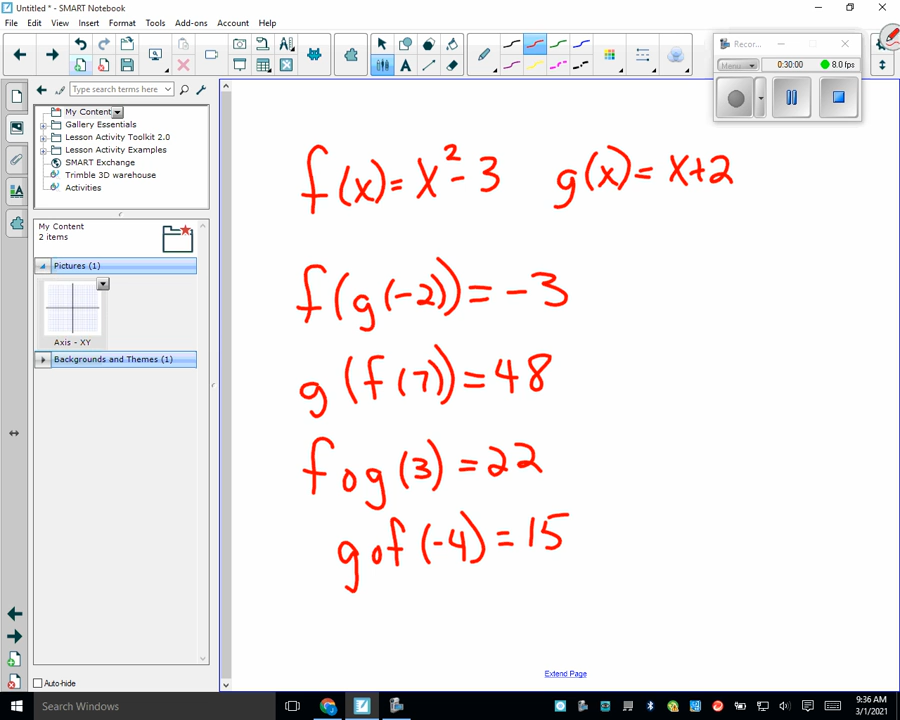 Untitled * - SMART Notebook
File Edit View Insert Format Tools Add-ons Account Help
Recor...
Menu 0:30:00 8.0 fps
Type search terms here
My Content
Gallery Essentials
Lesson Activity Toolkit 2.0
Lesson Activity Examples
SMART Exchange
Trimble 3D warehouse
Activities
My Content
2 items
Pictures (1)
Axis - XY
Backgrounds and Themes (1)
f(x) = x² - 3 g(x) = x+2
f(g(-2)) = -3
g(f(7)) = 48
fog(3) = 22
gof(-4) = 15
Extend Page
Auto-hide
Search Windows
9:36 AM
3/1/2021